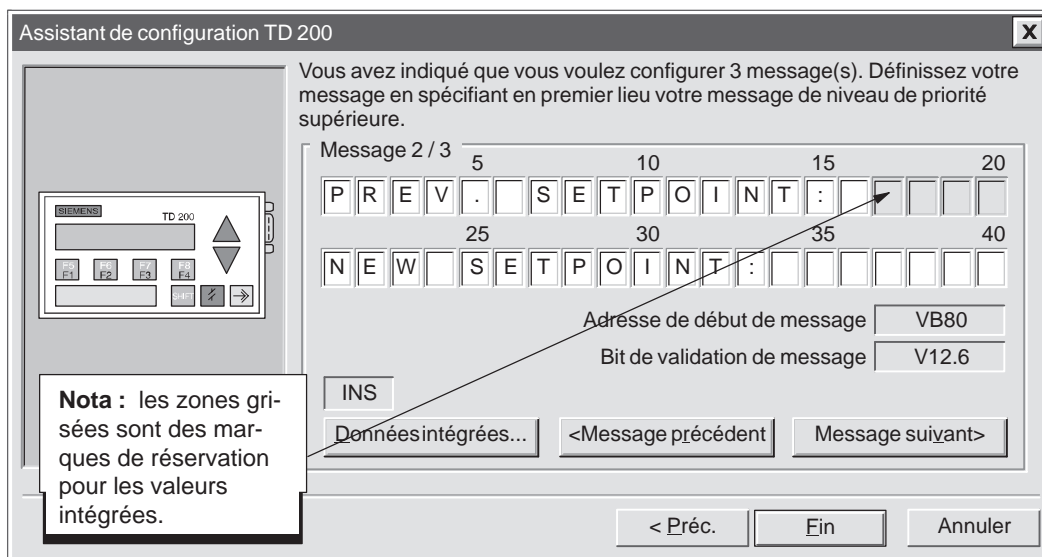 Assistant de configuration TD 200
X
Vous avez indiqué que vous voulez configurer 3 message(s). Définissez votre
message en spécifiant en premier lieu votre message de niveau de priorité
supérieure.
Message 2 / 3
5 10 15 20
PREV. SETPOINT:
25 30 35 40
NEW SETPOINT:
Adresse de début de message VB80
Bit de validation de message V12.6
INS
Données intégrées... <Message précédent Message suivant>
SIEMENS
TD 200
F5 F6 F7 F8
F1 F2 F3 F4
SHIFT
Nota : les zones gri-
sées sont des mar-
ques de réservation
pour les valeurs
intégrées.
< Préc. Fin Annuler